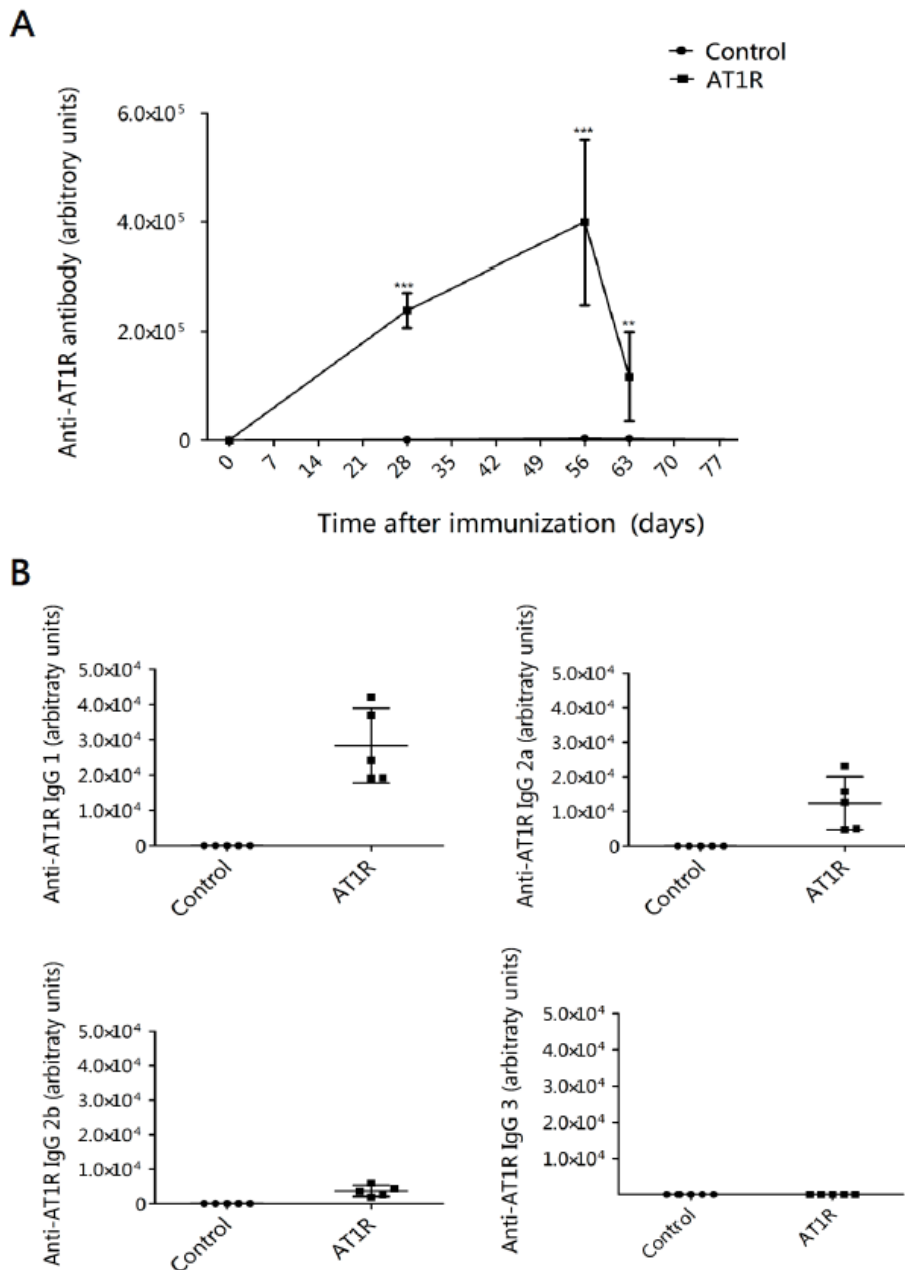 A
Control
AT1R
Anti-AT1R antibody (arbitrory units)
6.0×10⁵
4.0×10⁵
2.0×10⁵
0
***
***
**
0 7 14 21 28 35 42 49 56 63 70 77
Time after immunization (days)
B
Anti-AT1R IgG 1 (arbitraty units)
5.0×10⁴
4.0×10⁴
3.0×10⁴
2.0×10⁴
1.0×10⁴
0
Control AT1R
Anti-AT1R IgG 2a (arbitraty units)
5.0×10⁴
4.0×10⁴
3.0×10⁴
2.0×10⁴
1.0×10⁴
0
Control AT1R
Anti-AT1R IgG 2b (arbitraty units)
5.0×10⁴
4.0×10⁴
3.0×10⁴
2.0×10⁴
1.0×10⁴
0
Control AT1R
Anti-AT1R IgG 3 (arbitraty units)
5.0×10⁴
4.0×10⁴
3.0×10⁴
2.0×10⁴
1.0×10⁴
Control AT1R